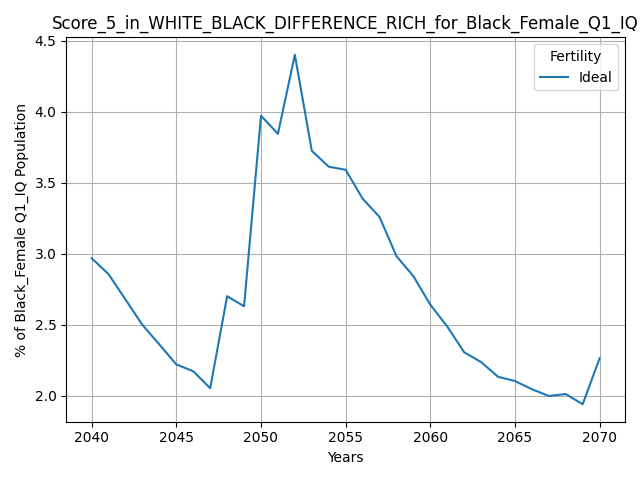 Score_5_in_WHITE_BLACK_DIFFERENCE_RICH_for_Black_Female_Q1_IQ
4.5
4.0
3.5
3.0
2.5
2.0
% of Black_Female Q1_IQ Population
Fertility
Ideal
2040 2045 2050 2055 2060 2065 2070
Years